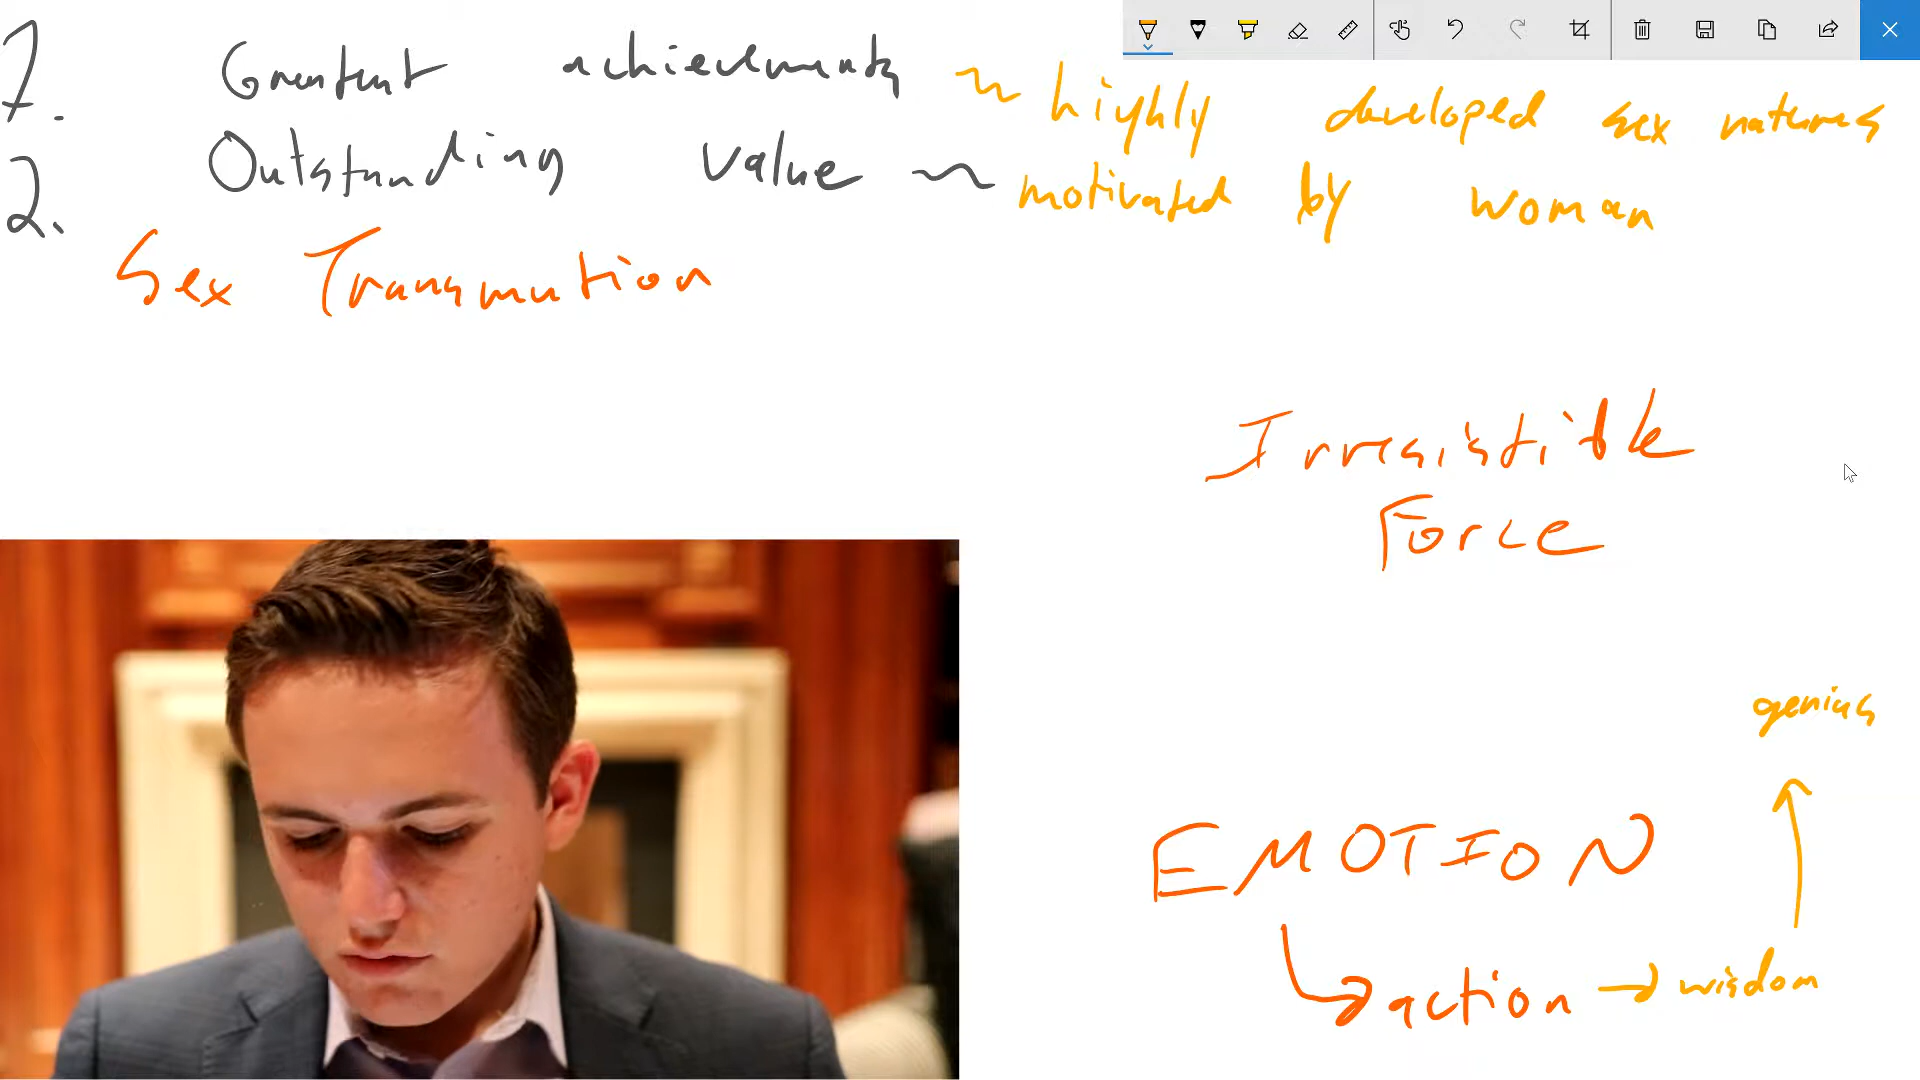 1. Greatest achievements ~ highly developed sex natures
2. Outstanding value ~ motivated by woman
Sex Transmution
Irresistible
Force
genius
EMOTION
action → wisdom